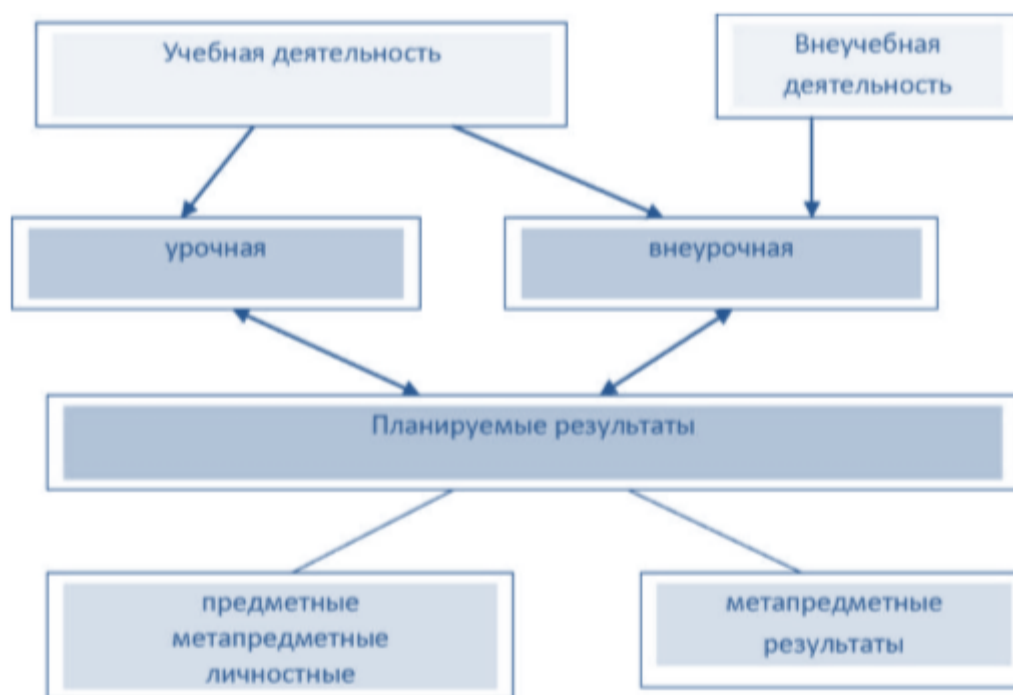 Учебная деятельность
Внеучебная
деятельность
урочная
внеурочная
Планируемые результаты
предметные
метапредметные
личностные
метапредметные
результаты